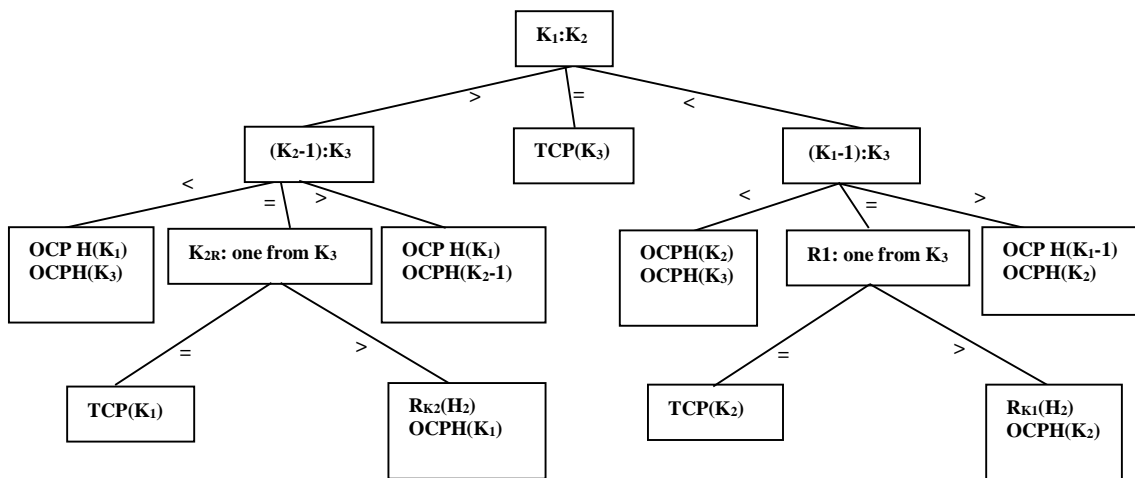 K₁:K₂
> = <
(K₂-1):K₃
TCP(K₃)
(K₁-1):K₃
< = >
< = >
OCP H(K₁)
OCPH(K₃)
K₂R: one from K₃
OCP H(K₁)
OCPH(K₂-1)
OCPH(K₂)
OCPH(K₃)
R1: one from K₃
OCP H(K₁-1)
OCPH(K₂)
= >
= >
TCP(K₁)
R_K₂(H₂)
OCPH(K₁)
TCP(K₂)
R_K₁(H₂)
OCPH(K₂)